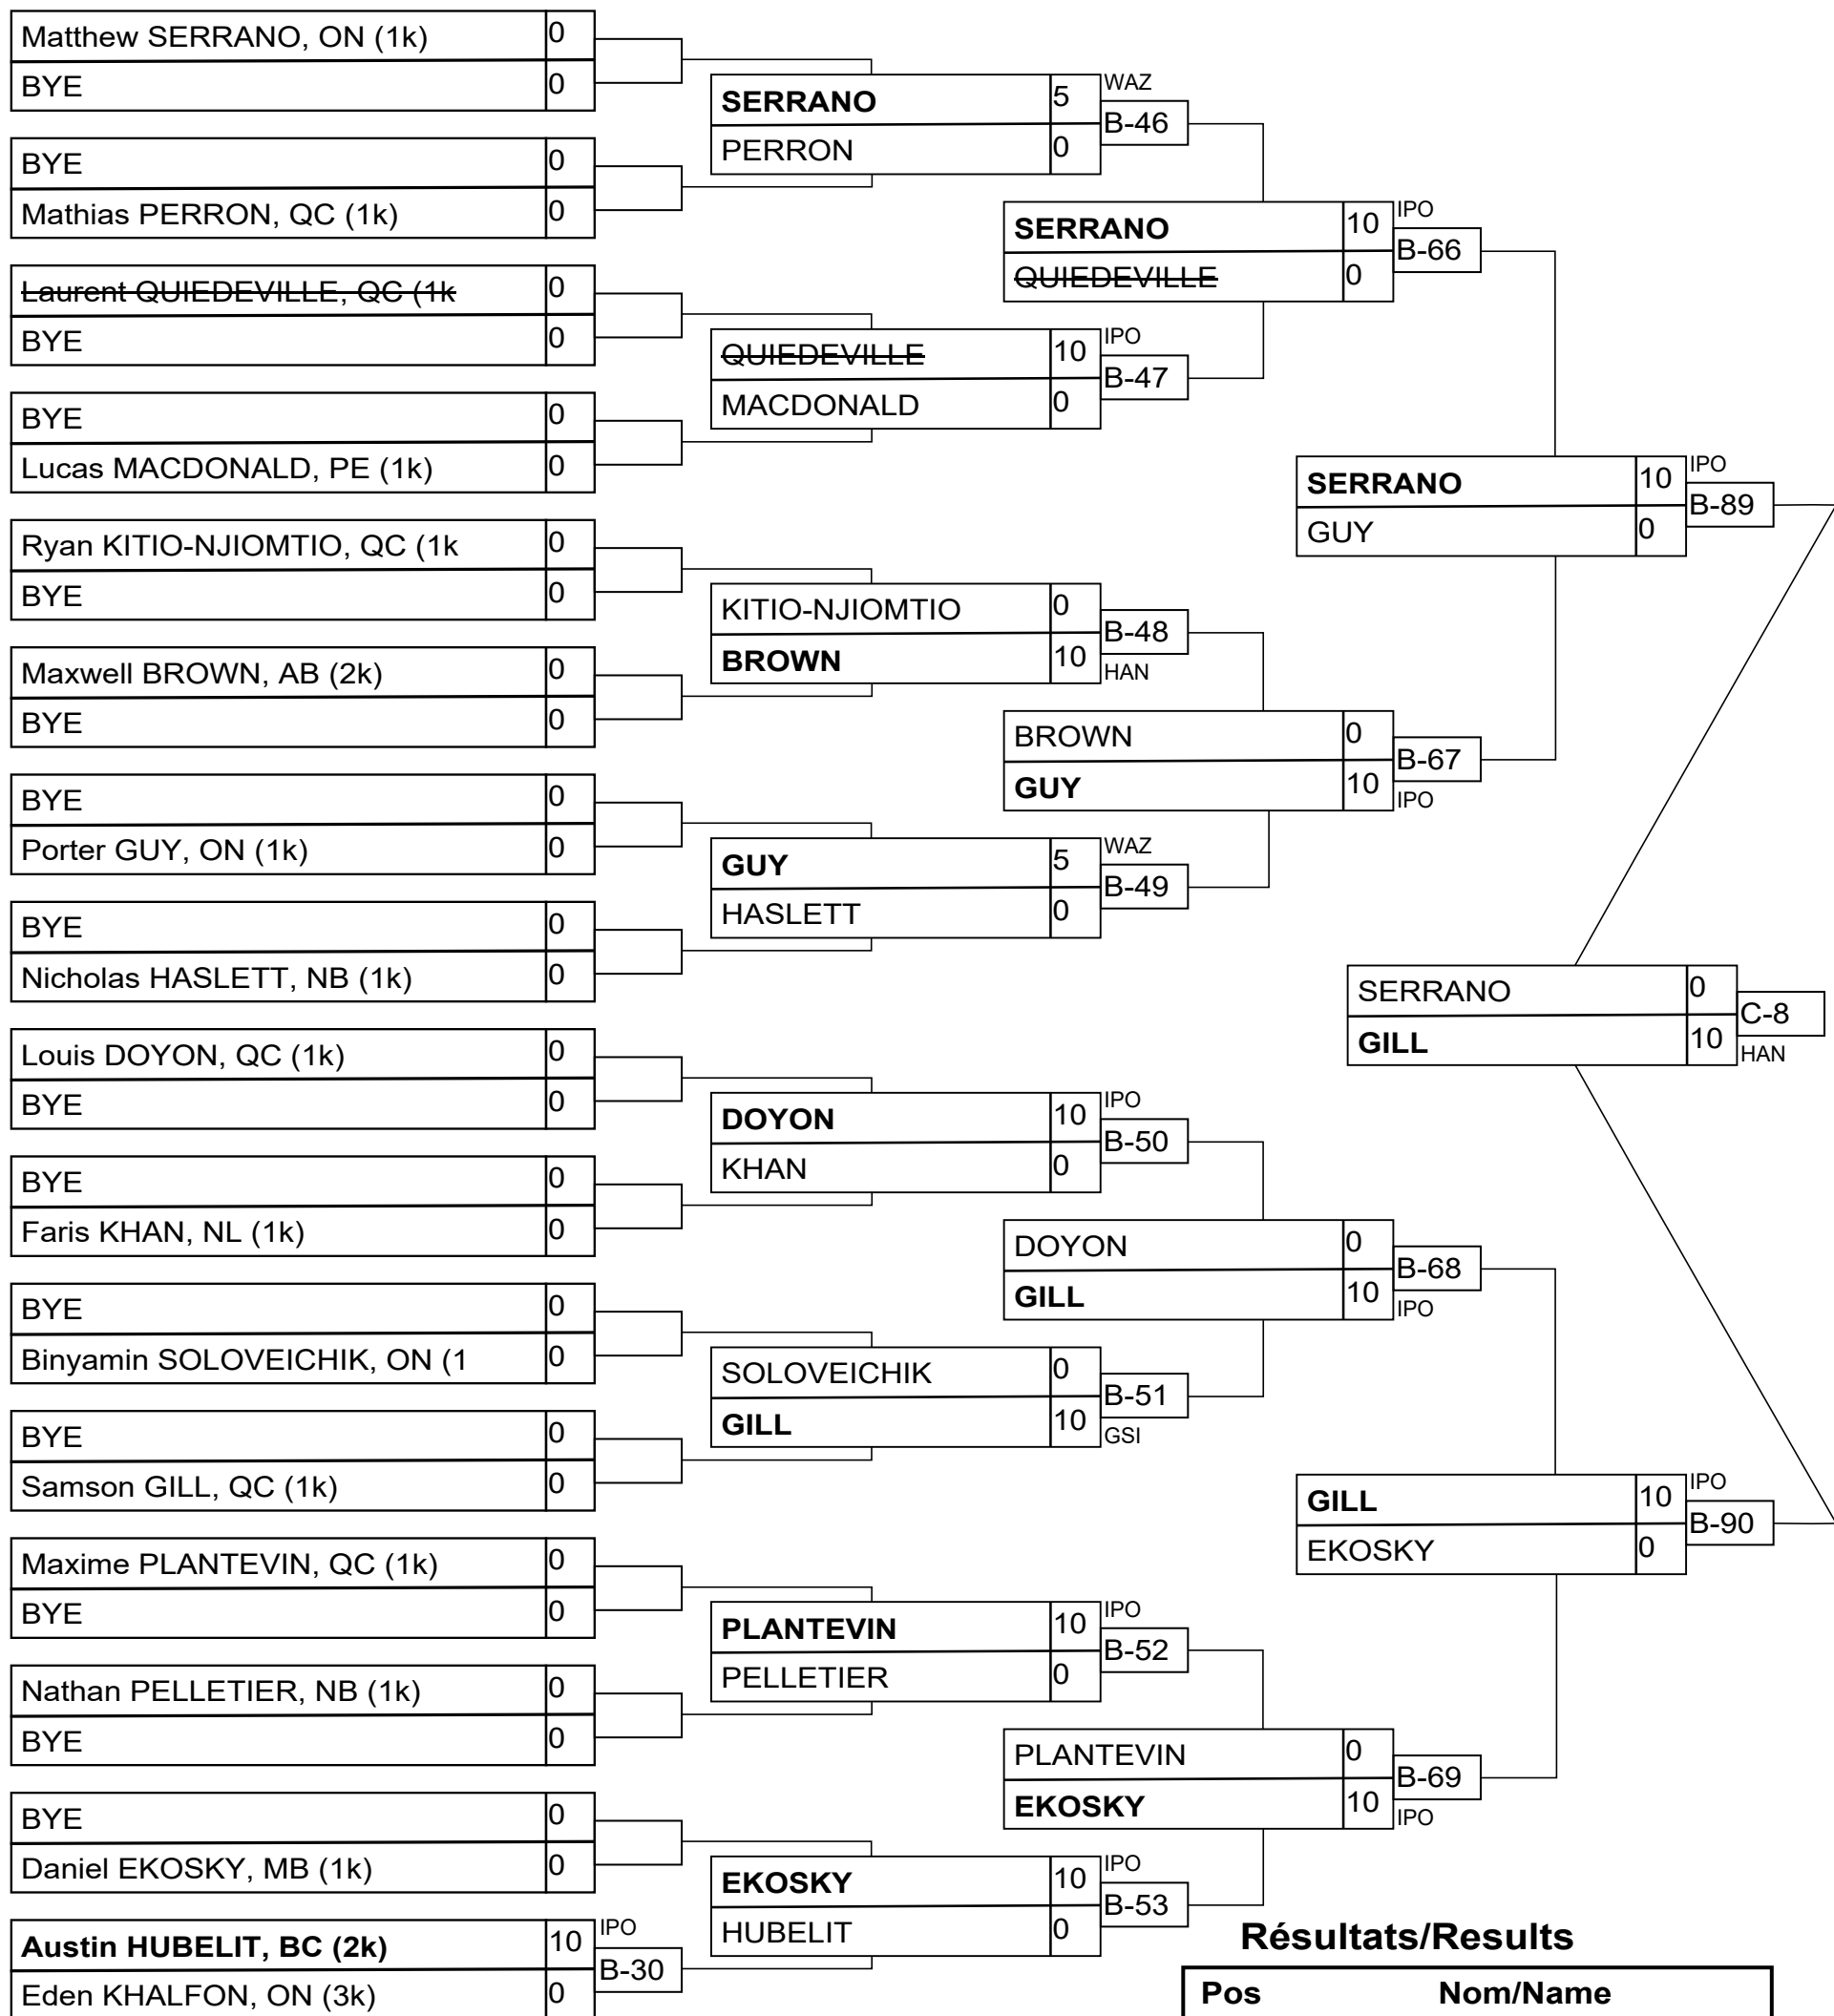 Matthew SERRANO, ON (1k) 0
BYE 0
BYE 0
Mathias PERRON, QC (1k) 0
Laurent QUIEDEVILLE, QC (1k 0
BYE 0
BYE 0
Lucas MACDONALD, PE (1k) 0
Ryan KITIO-NJIOMTIO, QC (1k 0
BYE 0
Maxwell BROWN, AB (2k) 0
BYE 0
BYE 0
Porter GUY, ON (1k) 0
BYE 0
Nicholas HASLETT, NB (1k) 0
Louis DOYON, QC (1k) 0
BYE 0
BYE 0
Faris KHAN, NL (1k) 0
BYE 0
Binyamin SOLOVEICHIK, ON (1 0
BYE 0
Samson GILL, QC (1k) 0
Maxime PLANTEVIN, QC (1k) 0
BYE 0
Nathan PELLETIER, NB (1k) 0
BYE 0
BYE 0
Daniel EKOSKY, MB (1k) 0
Austin HUBELIT, BC (2k) 10 IPO
B-30
Eden KHALFON, ON (3k) 0
SERRANO 5 WAZ
B-46
PERRON 0
QUIEDEVILLE 10 IPO
B-47
MACDONALD 0
KITIO-NJIOMTIO 0
B-48
BROWN 10 HAN
GUY 5 WAZ
B-49
HASLETT 0
DOYON 10 IPO
B-50
KHAN 0
SOLOVEICHIK 0
B-51
GILL 10 GSI
PLANTEVIN 10 IPO
B-52
PELLETIER 0
EKOSKY 10 IPO
B-53
HUBELIT 0
SERRANO 10 IPO
B-66
QUIEDEVILLE 0
BROWN 0
B-67
GUY 10 IPO
DOYON 0
B-68
GILL 10 IPO
PLANTEVIN 0
B-69
EKOSKY 10 IPO
SERRANO 10 IPO
B-89
GUY 0
GILL 10 IPO
B-90
EKOSKY 0
SERRANO 0
C-8
GILL 10 HAN
Résultats/Results
Pos Nom/Name